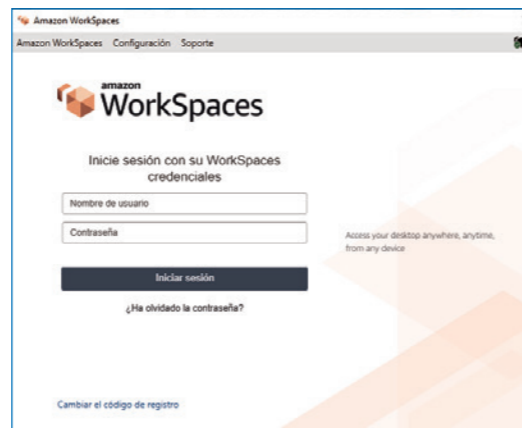 Amazon WorkSpaces
Amazon WorkSpaces Configuración Soporte
amazon
WorkSpaces
Inicie sesión con su WorkSpaces
credenciales
Nombre de usuario
Contraseña
Access your desktop anywhere, anytime,
from any device
Iniciar sesión
¿Ha olvidado la contraseña?
Cambiar el código de registro